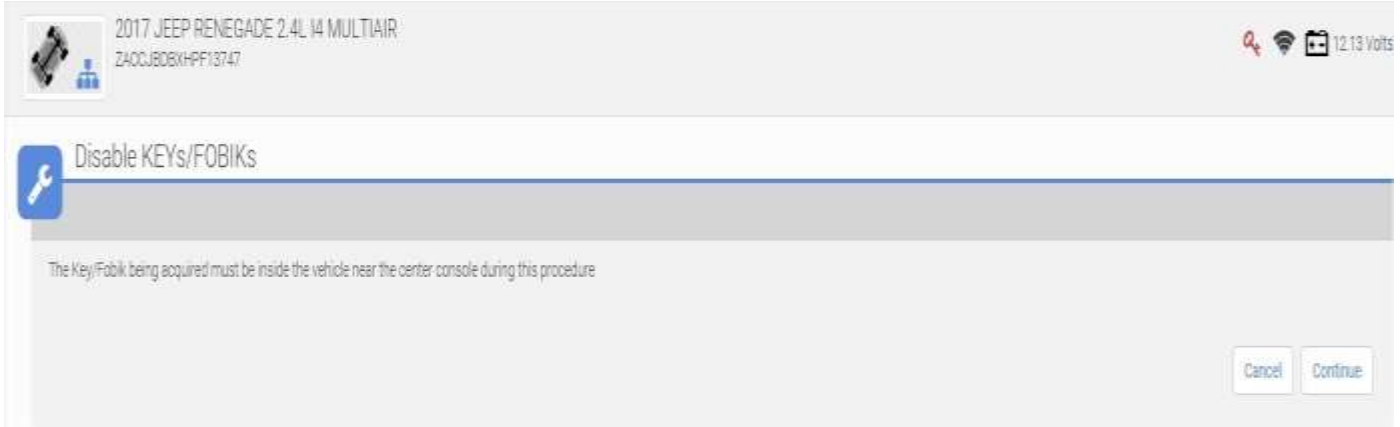 2017 JEEP RENEGADE 2.4L I4 MULTIAIR
ZACCJBDBXHPF13747
12.13 Volts
Disable KEYs/FOBIKs
The Key/Fobik being acquired must be inside the vehicle near the center console during this procedure
Cancel
Continue